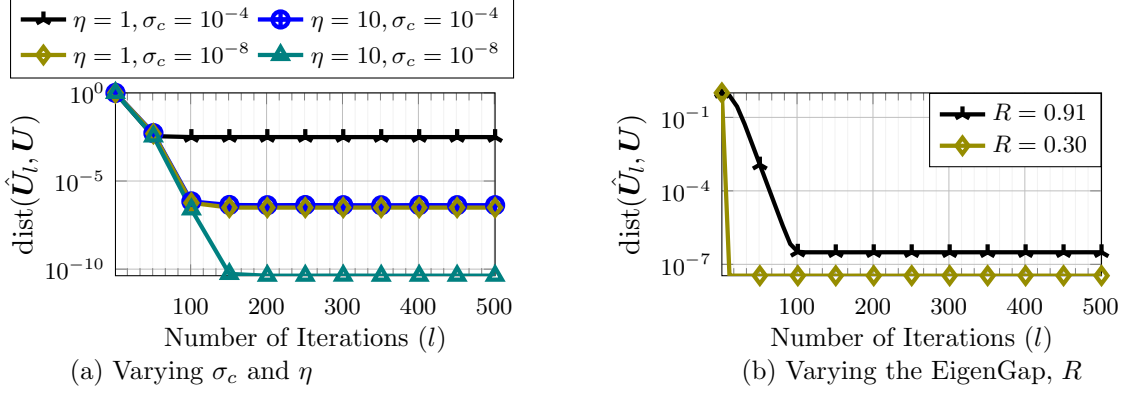 η = 1, σ_c = 10^{-4} η = 10, σ_c = 10^{-4}
η = 1, σ_c = 10^{-8} η = 10, σ_c = 10^{-8}
10^0
10^{-5}
10^{-10}
dist(Û_l, U)
100 200 300 400 500
Number of Iterations (l)
(a) Varying σ_c and η
R = 0.91
R = 0.30
10^{-1}
10^{-4}
10^{-7}
dist(Û_l, U)
100 200 300 400 500
Number of Iterations (l)
(b) Varying the EigenGap, R